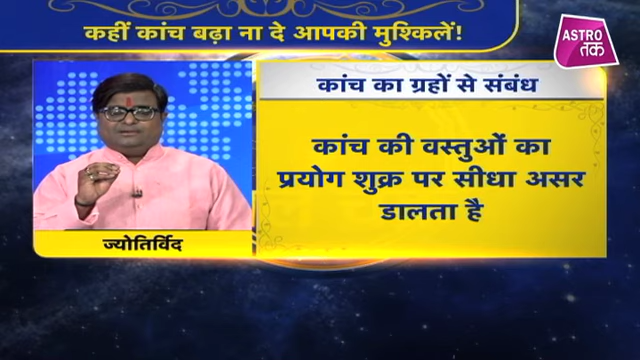 कहीं कांच बढ़ा ना दे आपकी मुश्किलें!
ASTRO
तक
कांच का ग्रहों से संबंध
कांच की वस्तुओं का
प्रयोग शुक्र पर सीधा असर
डालता है
ज्योतिर्विद